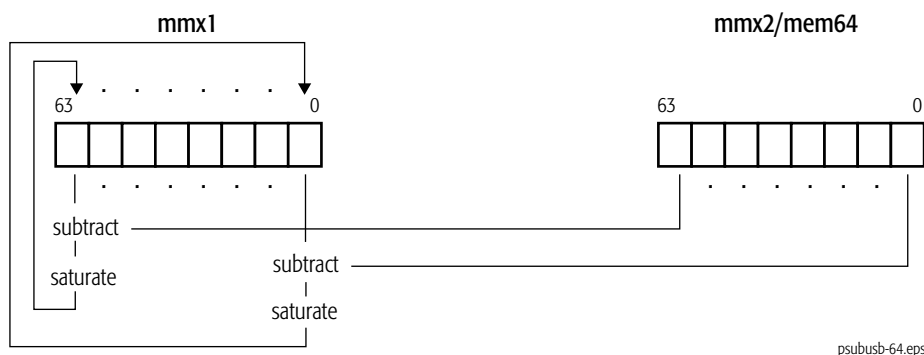 mmx1 mmx2/mem64
63 . . . . . . 0 63 0
. . . . . . . . . . . .
subtract
saturate subtract
saturate
psubusb-64.eps